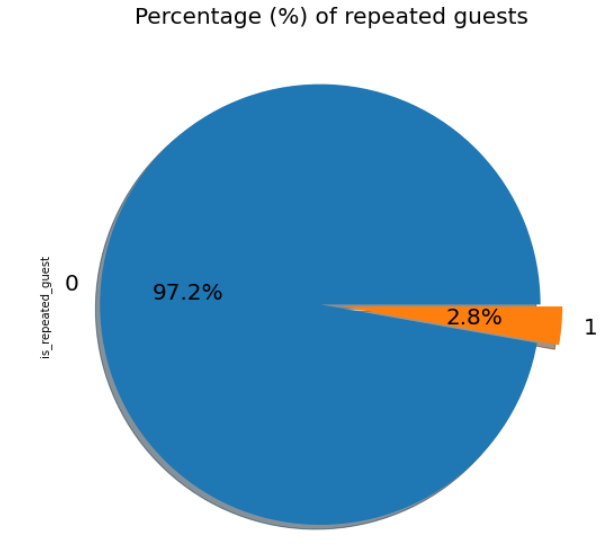 Percentage (%) of repeated guests
is_repeated_guest
0
97.2%
2.8%
1